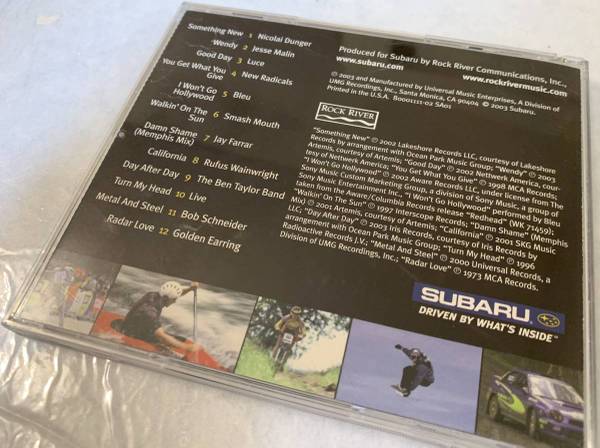 Something New 1 Nicolai Dunger
Wendy 2 Jesse Malin
Good Day 3 Luce
You Get What You
Give 4 New Radicals
I Won't Go
Hollywood 5 Bleu
Walkin' On The
Sun 6 Smash Mouth
Damn Shame
(Memphis Mix) 7 Jay Farrar
California 8 Rufus Wainwright
Day After Day 9 The Ben Taylor Band
Turn My Head 10 Live
Metal And Steel 11 Bob Schneider
Radar Love 12 Golden Earring
Produced for Subaru by Rock River Communications, Inc.,
www.subaru.com www.rockrivermusic.com
℗ 2003 and Manufactured by Universal Music Enterprises, A Division of
UMG Recordings, Inc., Santa Monica, CA 90404 © 2003 Subaru.
Printed in the U.S.A. B0001111-02 SA01
ROCK RIVER
"Something New" ℗ 2002 Lakeshore Records LLC, courtesy of Lakeshore
Records by arrangement with Ocean Park Music Group; "Wendy" ℗ 2003
Artemis, courtesy of Artemis; "Good Day" ℗ 2002 Nettwerk America, cour-
tesy of Nettwerk America; "You Get What You Give" ℗ 1998 MCA Records;
"I Won't Go Hollywood" ℗ 2002 Aware Records LLC, under license from The
Sony Music Custom Marketing Group, a division of Sony Music, a group of
Sony Music Entertainment Inc., "I Won't Go Hollywood" performed by Bleu
taken from the Aware/Columbia Records release "Redhead" (WK 71459);
"Walkin' On The Sun" ℗ 1997 Interscope Records; "Damn Shame" (Memphis
Mix) ℗ 2001 Artemis, courtesy of Artemis; "California" ℗ 2001 SKG Music
LLC; "Day After Day" ℗ 2003 Iris Records, courtesy of Iris Records by
arrangement with Ocean Park Music Group; "Turn My Head" ℗ 1996
Radioactive Records J.V.; "Metal And Steel" ℗ 2000 Universal Records, a
Division of UMG Recordings, Inc.; "Radar Love" ℗ 1973 MCA Records.
SUBARU
DRIVEN BY WHAT'S INSIDE™